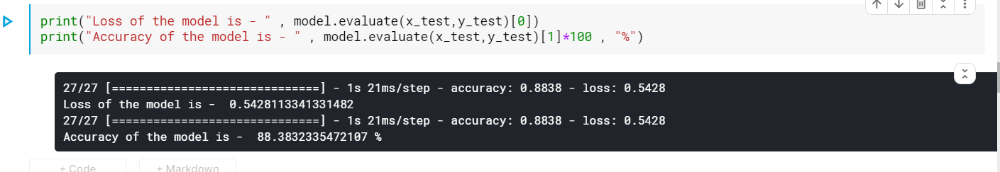 print("Loss of the model is - " , model.evaluate(x_test,y_test)[0])
print("Accuracy of the model is - " , model.evaluate(x_test,y_test)[1]*100 , "%")
27/27 [==============================] - 1s 21ms/step - accuracy: 0.8838 - loss: 0.5428
Loss of the model is -  0.5428113341331482
27/27 [==============================] - 1s 21ms/step - accuracy: 0.8838 - loss: 0.5428
Accuracy of the model is -  88.3832335472107 %
+ Code
+ Markdown